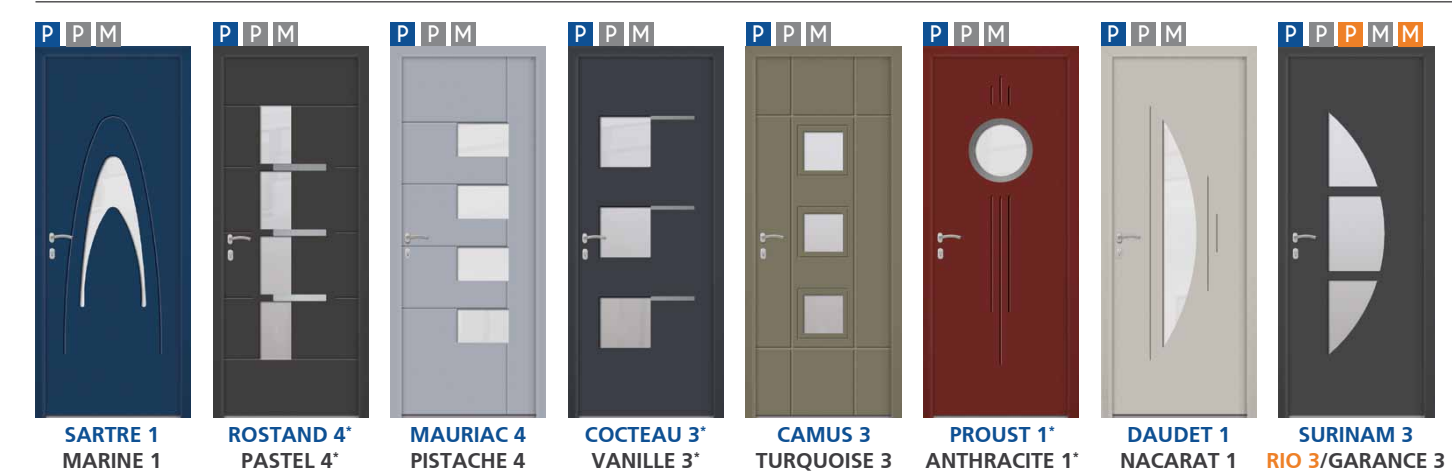 P P M
P P M
P P M
P P M
P P M
P P M
P P M
P P P M M
SARTRE 1
MARINE 1
ROSTAND 4*
PASTEL 4*
MAURIAC 4
PISTACHE 4
COCTEAU 3*
VANILLE 3*
CAMUS 3
TURQUOISE 3
PROUST 1*
ANTHRACITE 1*
DAUDET 1
NACARAT 1
SURINAM 3
RIO 3/GARANCE 3